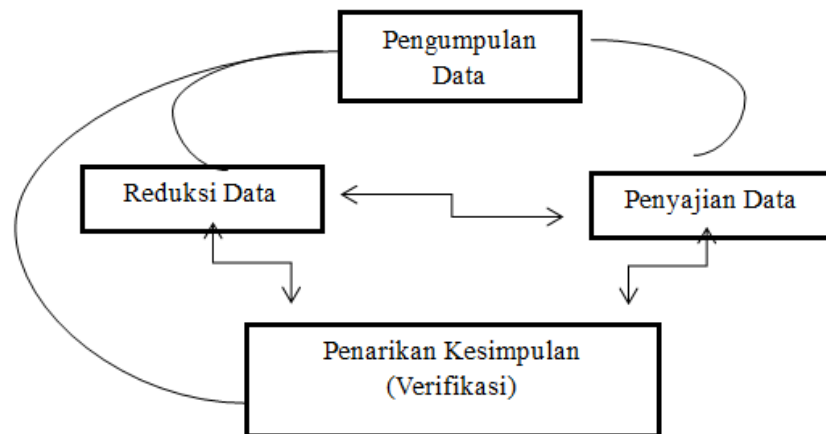 Pengumpulan
Data
Reduksi Data
Penyajian Data
Penarikan Kesimpulan
(Verifikasi)